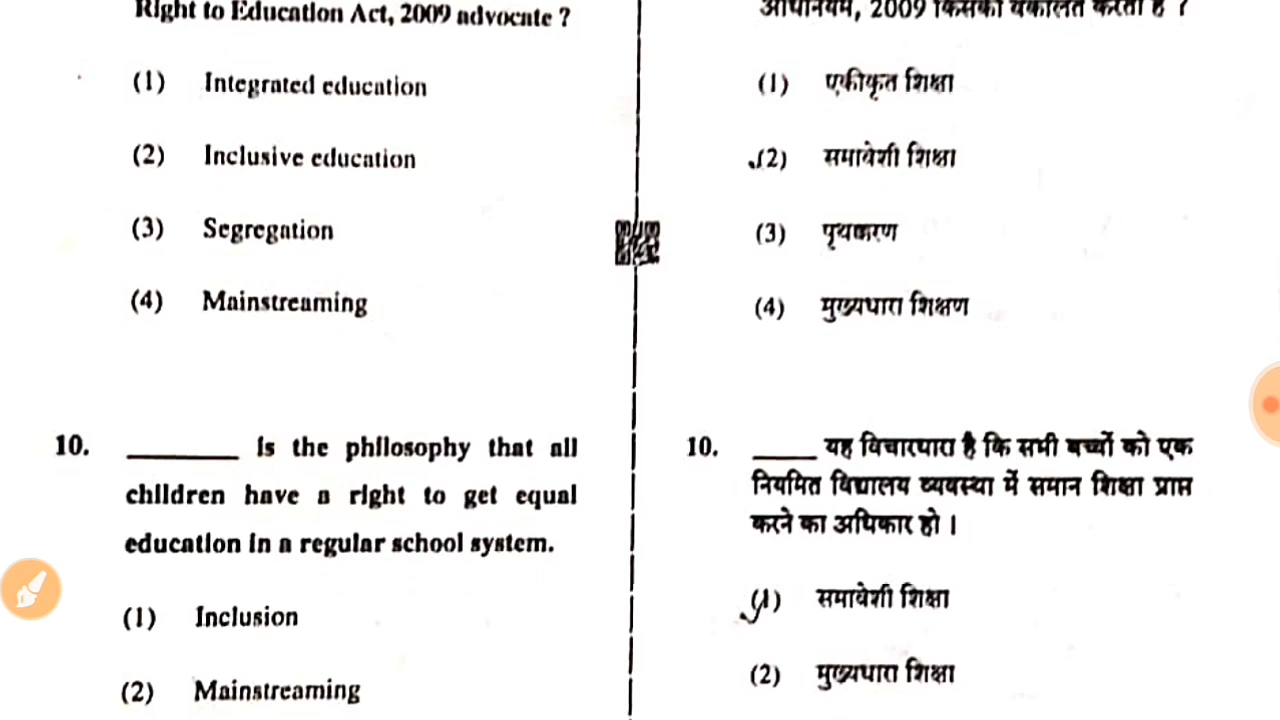 Right to Education Act, 2009 advocate ?
(1) Integrated education
(2) Inclusive education
(3) Segregation
(4) Mainstreaming
10. ________ is the philosophy that all
children have a right to get equal
education in a regular school system.
(1) Inclusion
(2) Mainstreaming
अधिनियम, 2009 किसकी वकालत करता है ?
(1) एकीकृत शिक्षा
(2) समावेशी शिक्षा
(3) पृथक्करण
(4) मुख्यधारा शिक्षण
10. _____ यह विचारधारा है कि सभी बच्चों को एक
नियमित विद्यालय व्यवस्था में समान शिक्षा प्राप्त
करने का अधिकार हो ।
(1) समावेशी शिक्षा
(2) मुख्यधारा शिक्षा